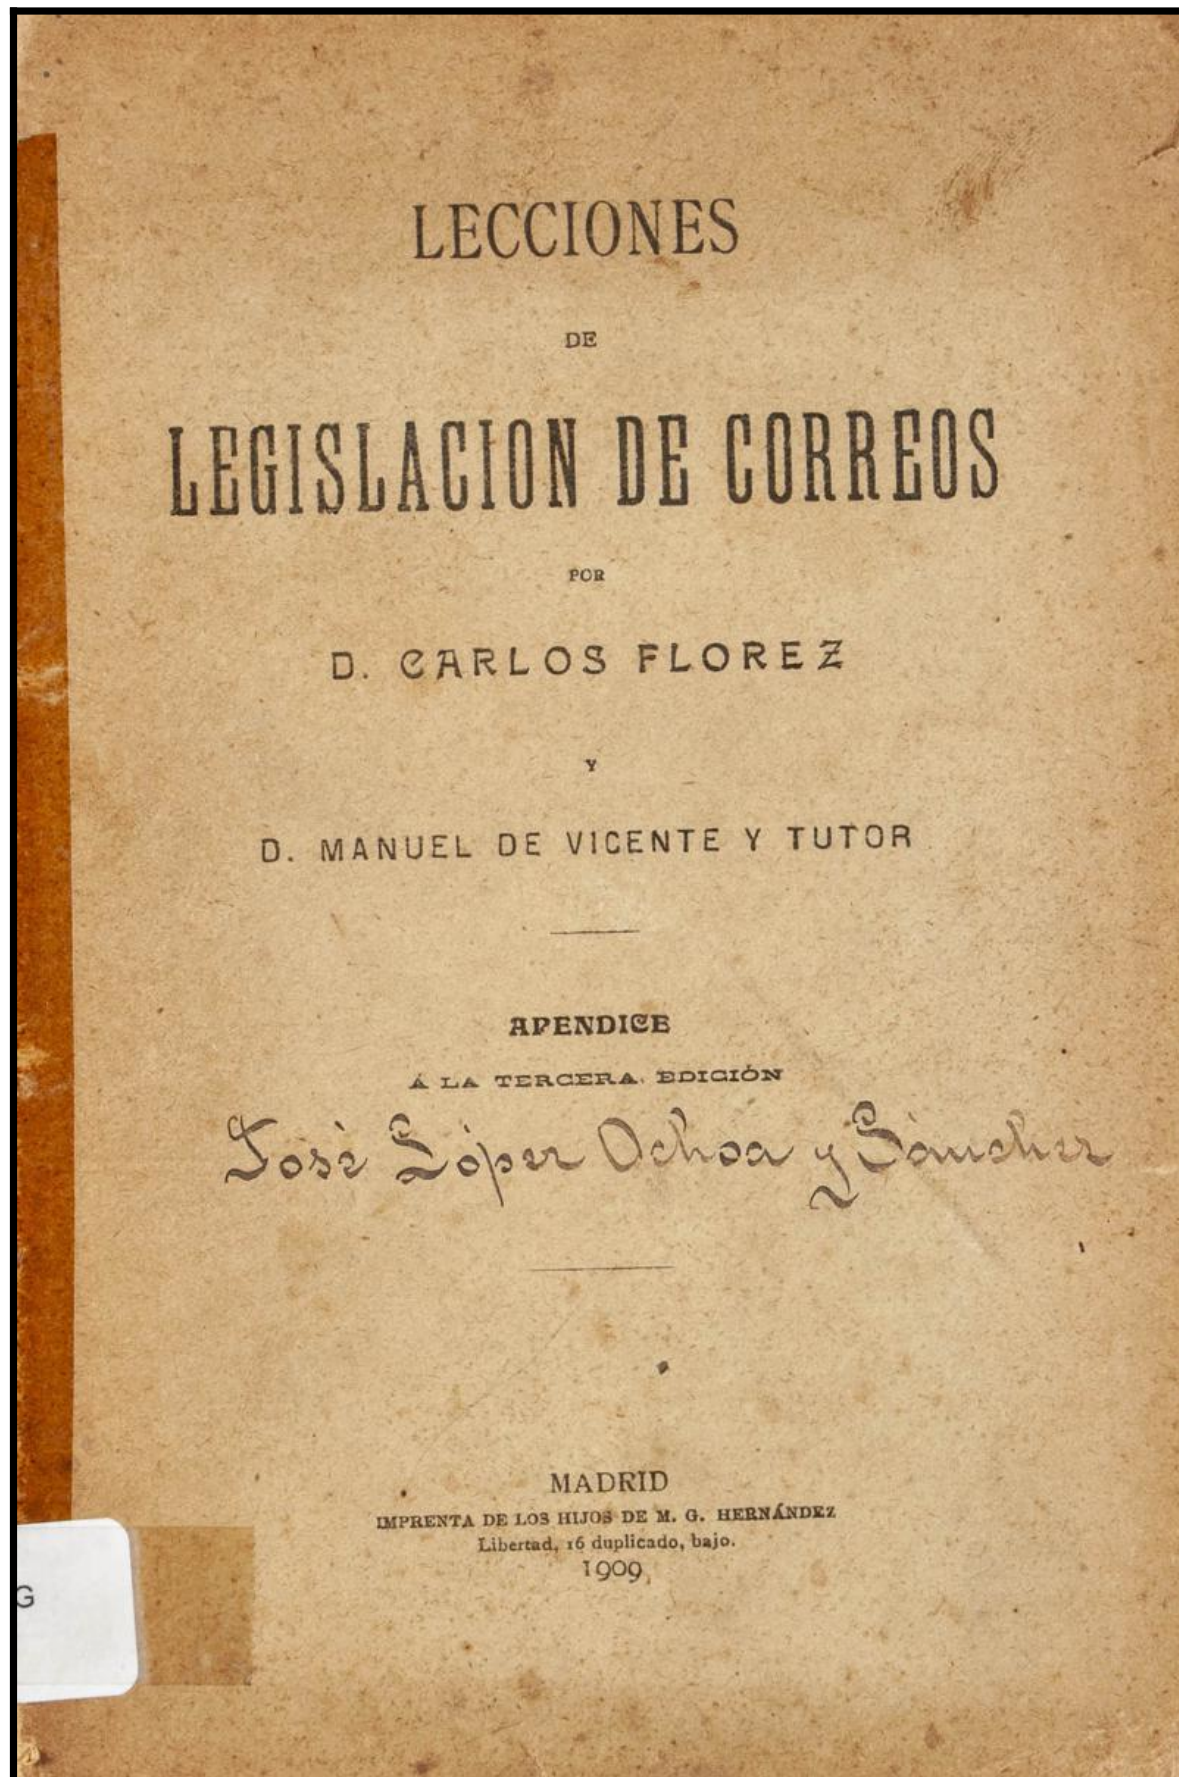 LECCIONES
DE
LEGISLACION DE CORREOS
POR
D. CARLOS FLOREZ
Y
D. MANUEL DE VICENTE Y TUTOR
APENDICE
Á LA TERCERA EDICIÓN
José López Ochoa y Sánchez
MADRID
IMPRENTA DE LOS HIJOS DE M. G. HERNÁNDEZ
Libertad, 16 duplicado, bajo.
1909
G